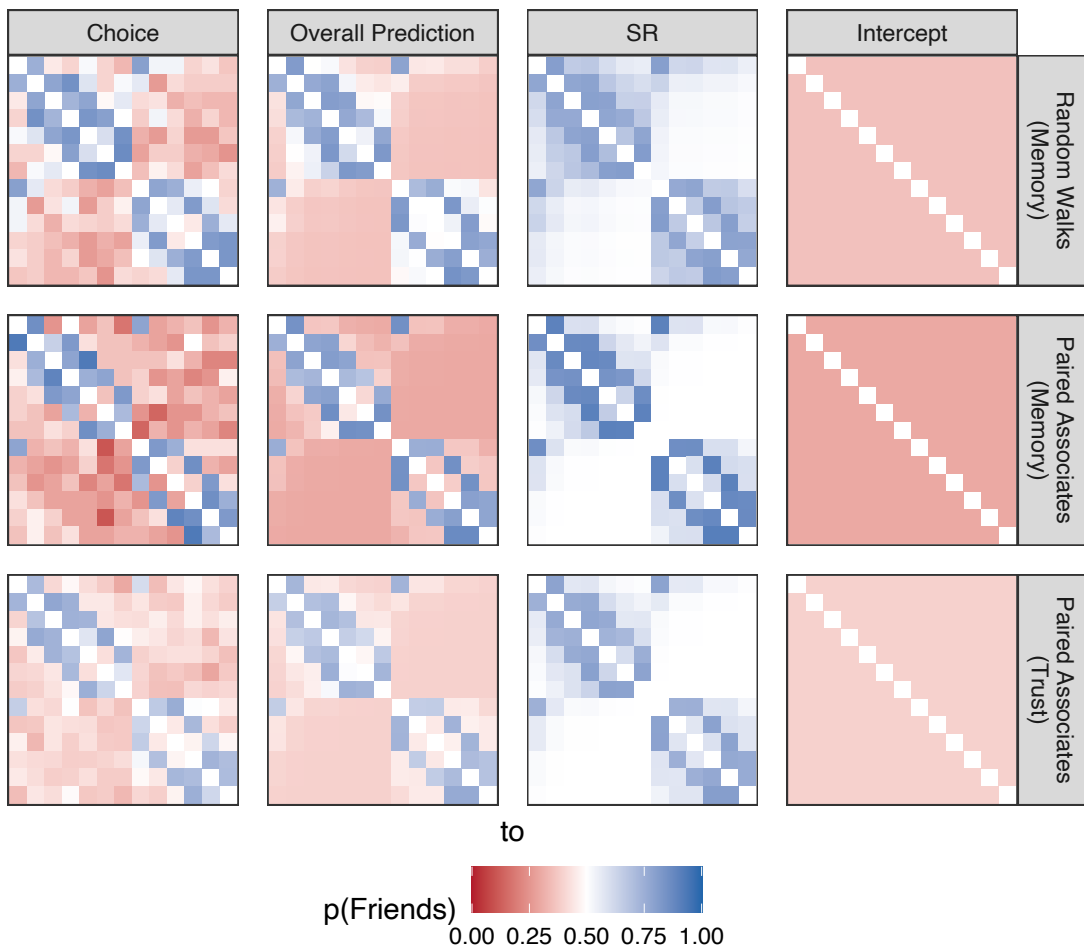 Choice
Overall Prediction
SR
Intercept
Random Walks
(Memory)
Paired Associates
(Memory)
Paired Associates
(Trust)
to
p(Friends)
0.00 0.25 0.50 0.75 1.00